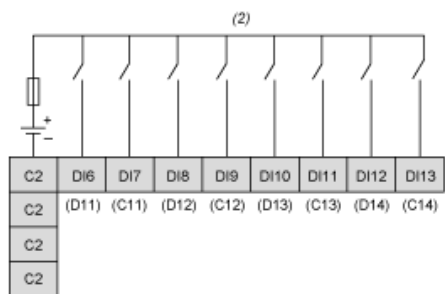 (2)
+
–
C2 DI6 DI7 DI8 DI9 DI10 DI11 DI12 DI13
C2 (D11) (C11) (D12) (C12) (D13) (C13) (D14) (C14)
C2
C2